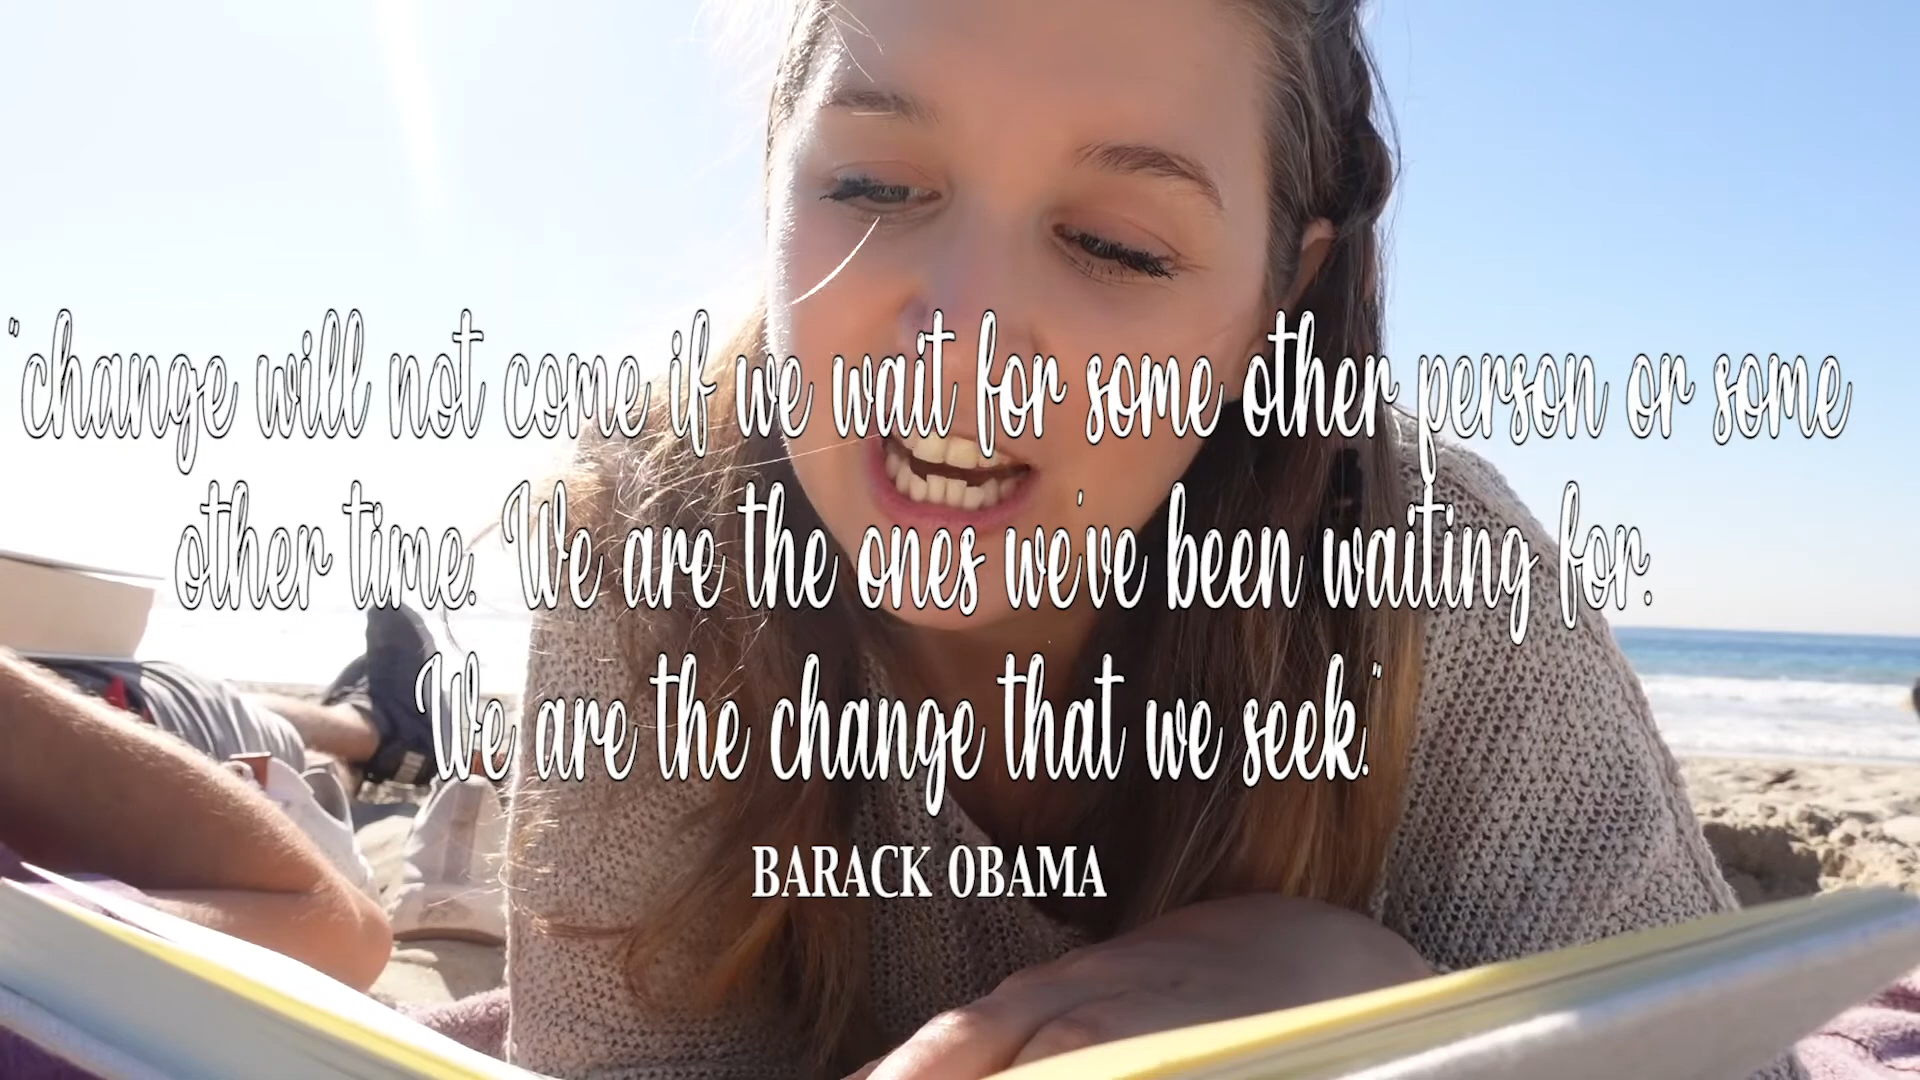 "change will not come if we wait for some other person or some
other time. We are the ones we've been waiting for.
We are the change that we seek."
BARACK OBAMA